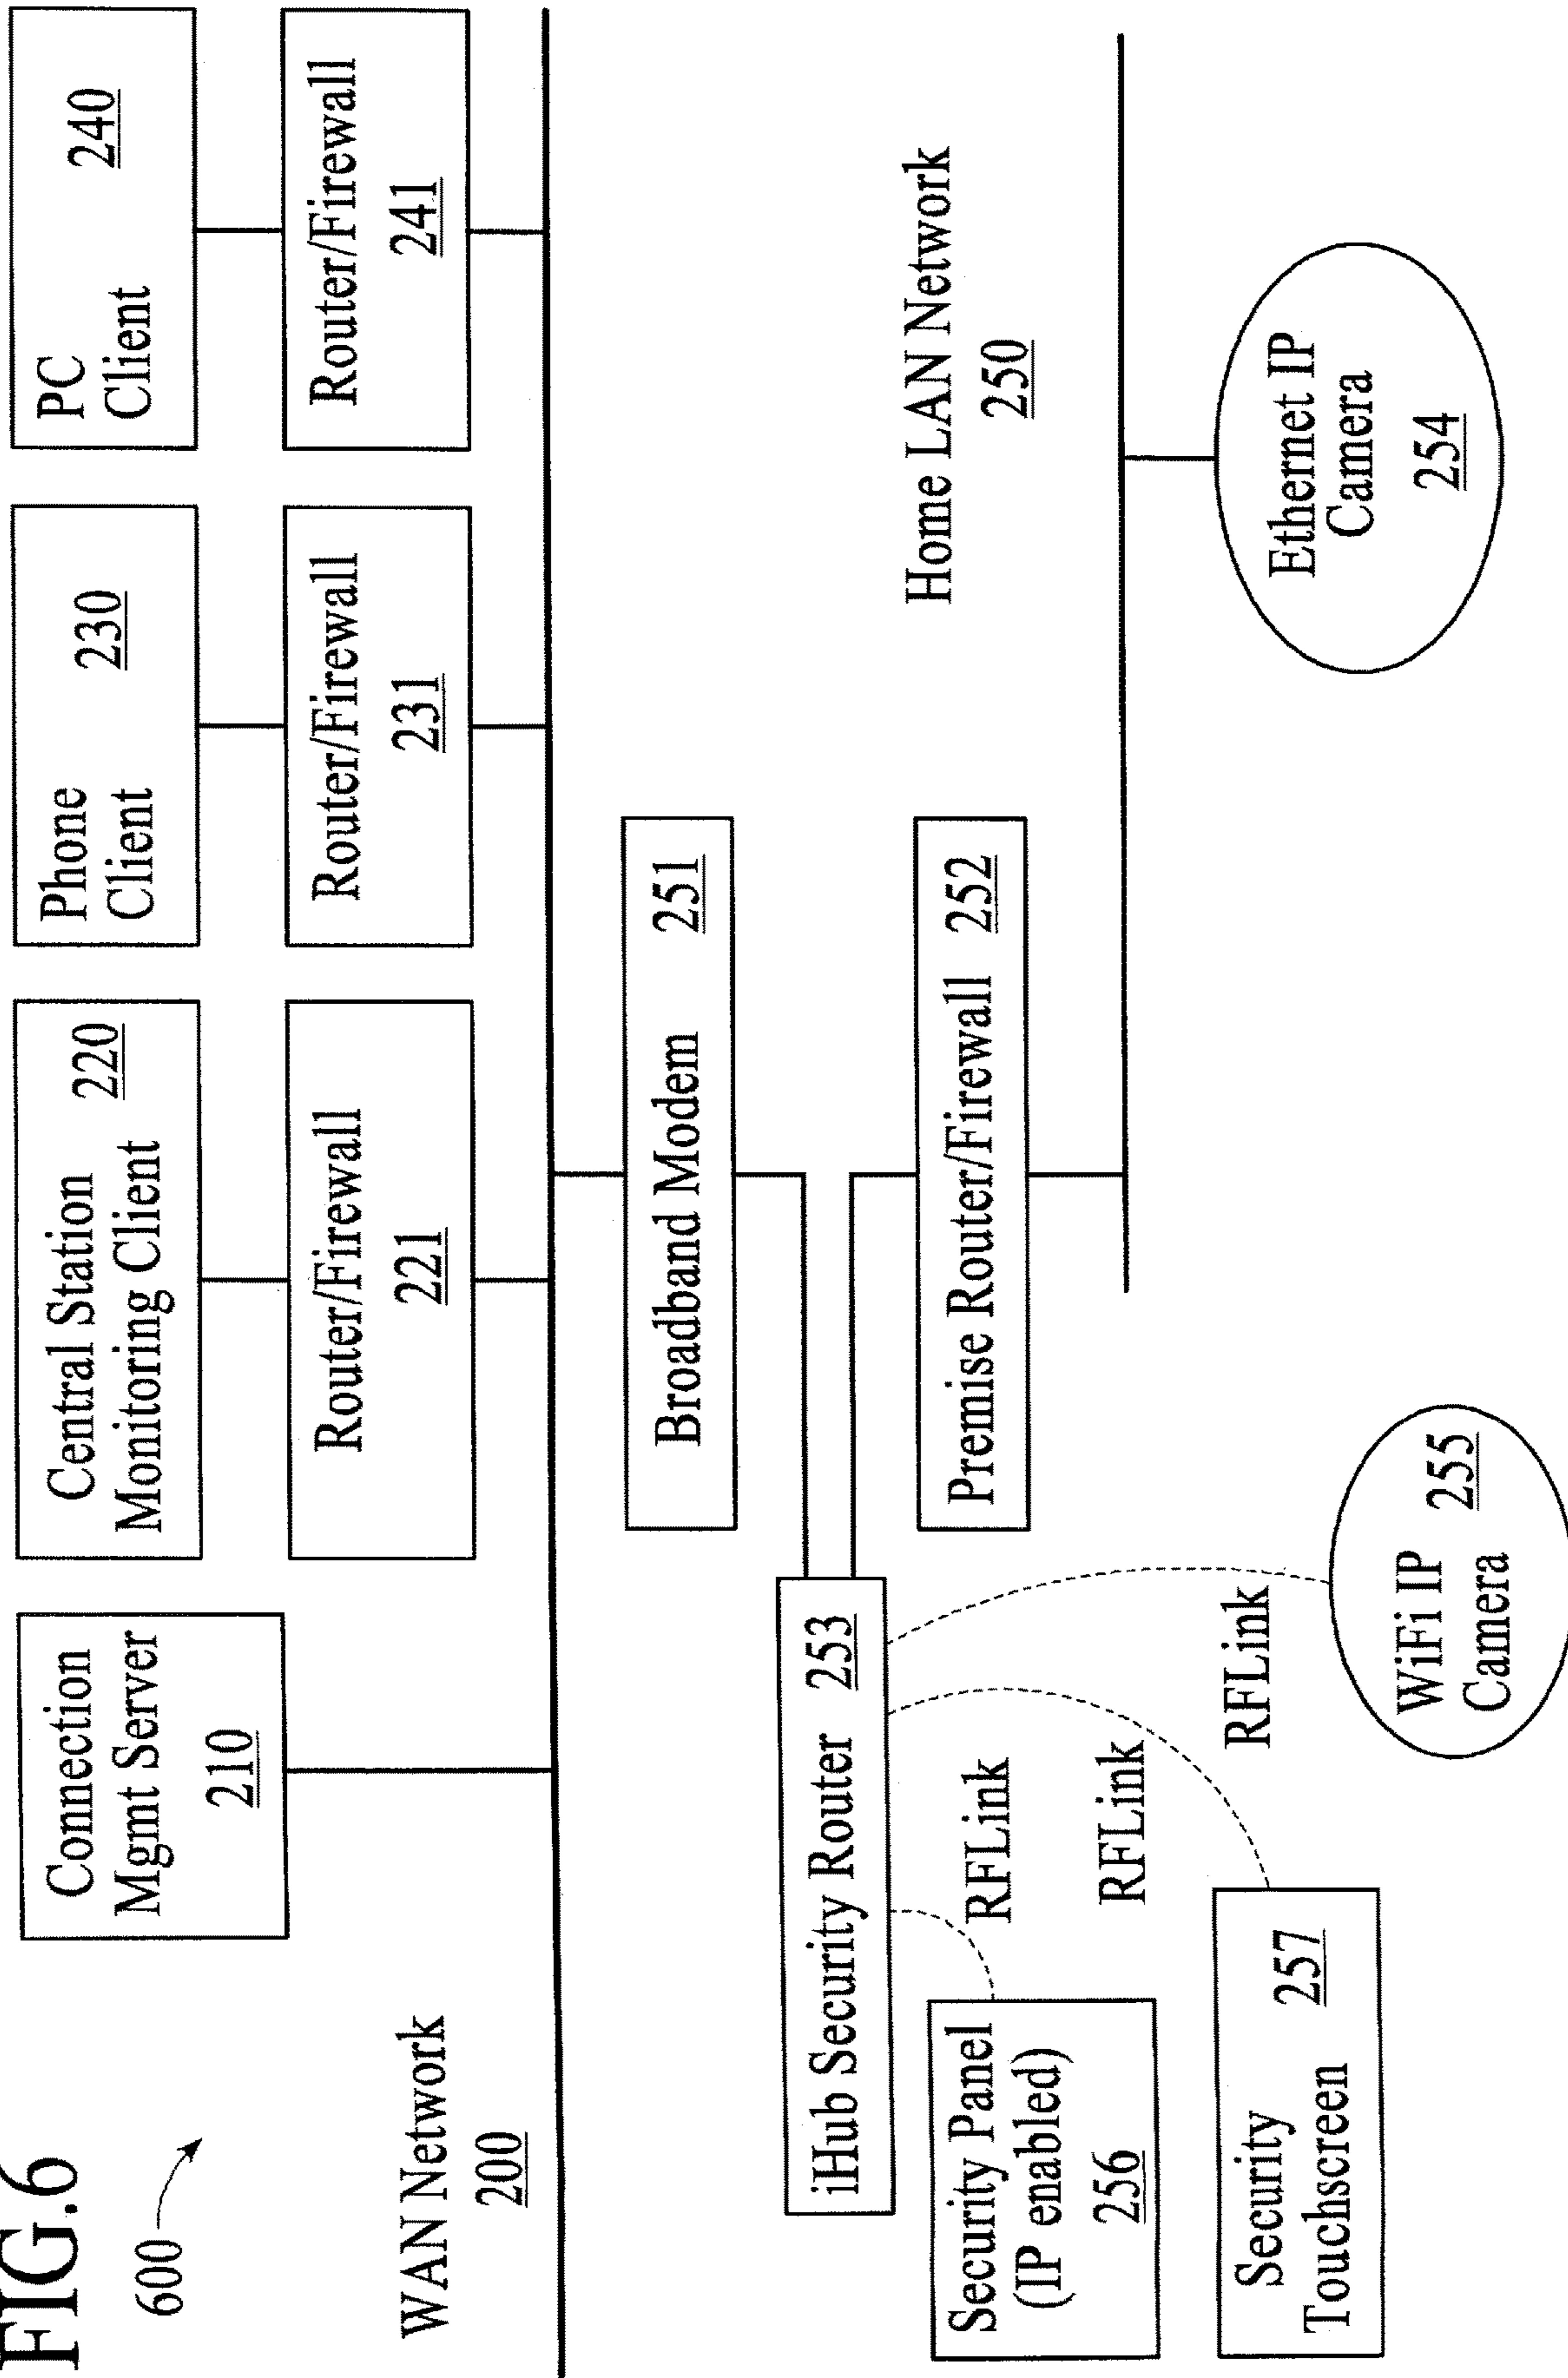 FIG.6
600
Connection
Mgmt Server
210
Central Station
Monitoring Client 220
Phone
Client 230
PC
Client 240
Router/Firewall
221
Router/Firewall
231
Router/Firewall
241
WAN Network
200
Broadband Modem 251
iHub Security Router 253
Premise Router/Firewall 252
Home LAN Network
250
RFLink
RFLink
RFLink
Security Panel
(IP enabled)
256
Security
Touchscreen 257
WiFi IP
Camera 255
Ethernet IP
Camera
254